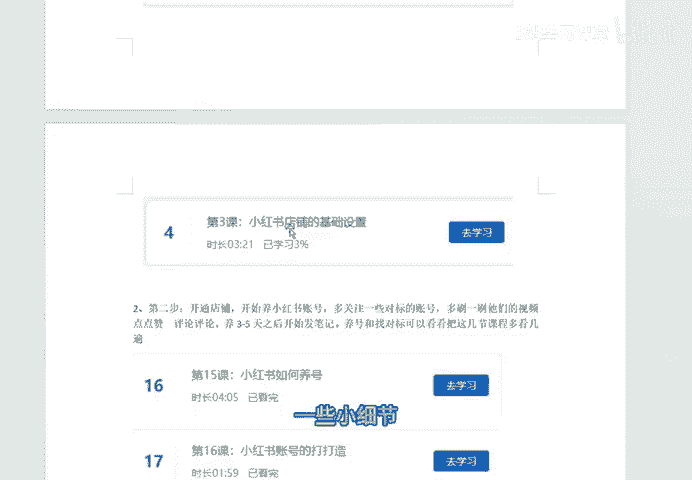 4
第3课：小红书店铺的基础设置
时长03:21 已学习3%
去学习
2、第二步：开通店铺，开始养小红书账号，多关注一些对标的账号，多刷一刷他们的视频
点点赞 评论评论，养 3-5 天之后开始发笔记，养号和找对标可以看看把这几节课程多看几
遍
16
第15课：小红书如何养号
时长04:05 已看完
去学习
一些小细节
17
第16课：小红书账号的打打造
时长01:59 已看完
去学习